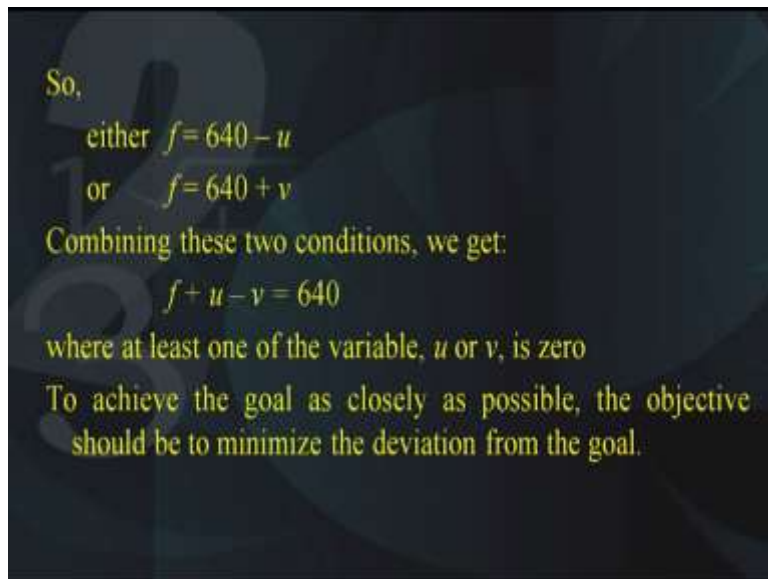 So,
either f = 640 – u
or f = 640 + v
Combining these two conditions, we get:
f + u – v = 640
where at least one of the variable, u or v, is zero
To achieve the goal as closely as possible, the objective
should be to minimize the deviation from the goal.